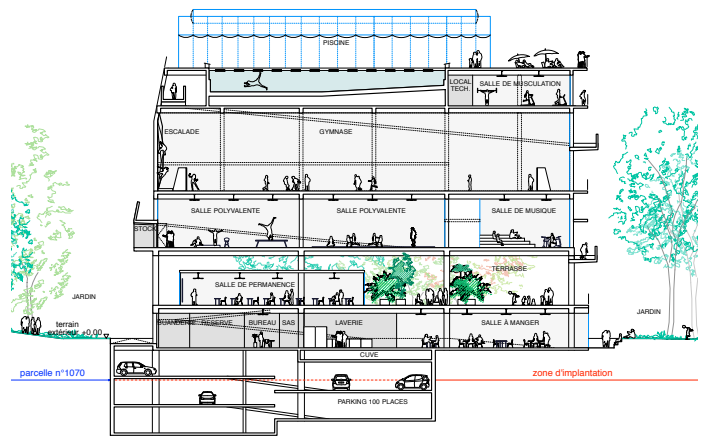 PISCINE
LOCAL
TECH.
SALLE DE MUSCULATION
ESCALADE
GYMNASE
SALLE POLYVALENTE
SALLE POLYVALENTE
SALLE DE MUSIQUE
STOCK
TERRASSE
SALLE DE PERMANENCE
JARDIN
JARDIN
terrain
extérieur +0,00
BUANDERIE
RESERVE
BUREAU
SAS
LAVERIE
SALLE À MANGER
CUVE
parcelle n°1070
zone d'implantation
PARKING 100 PLACES